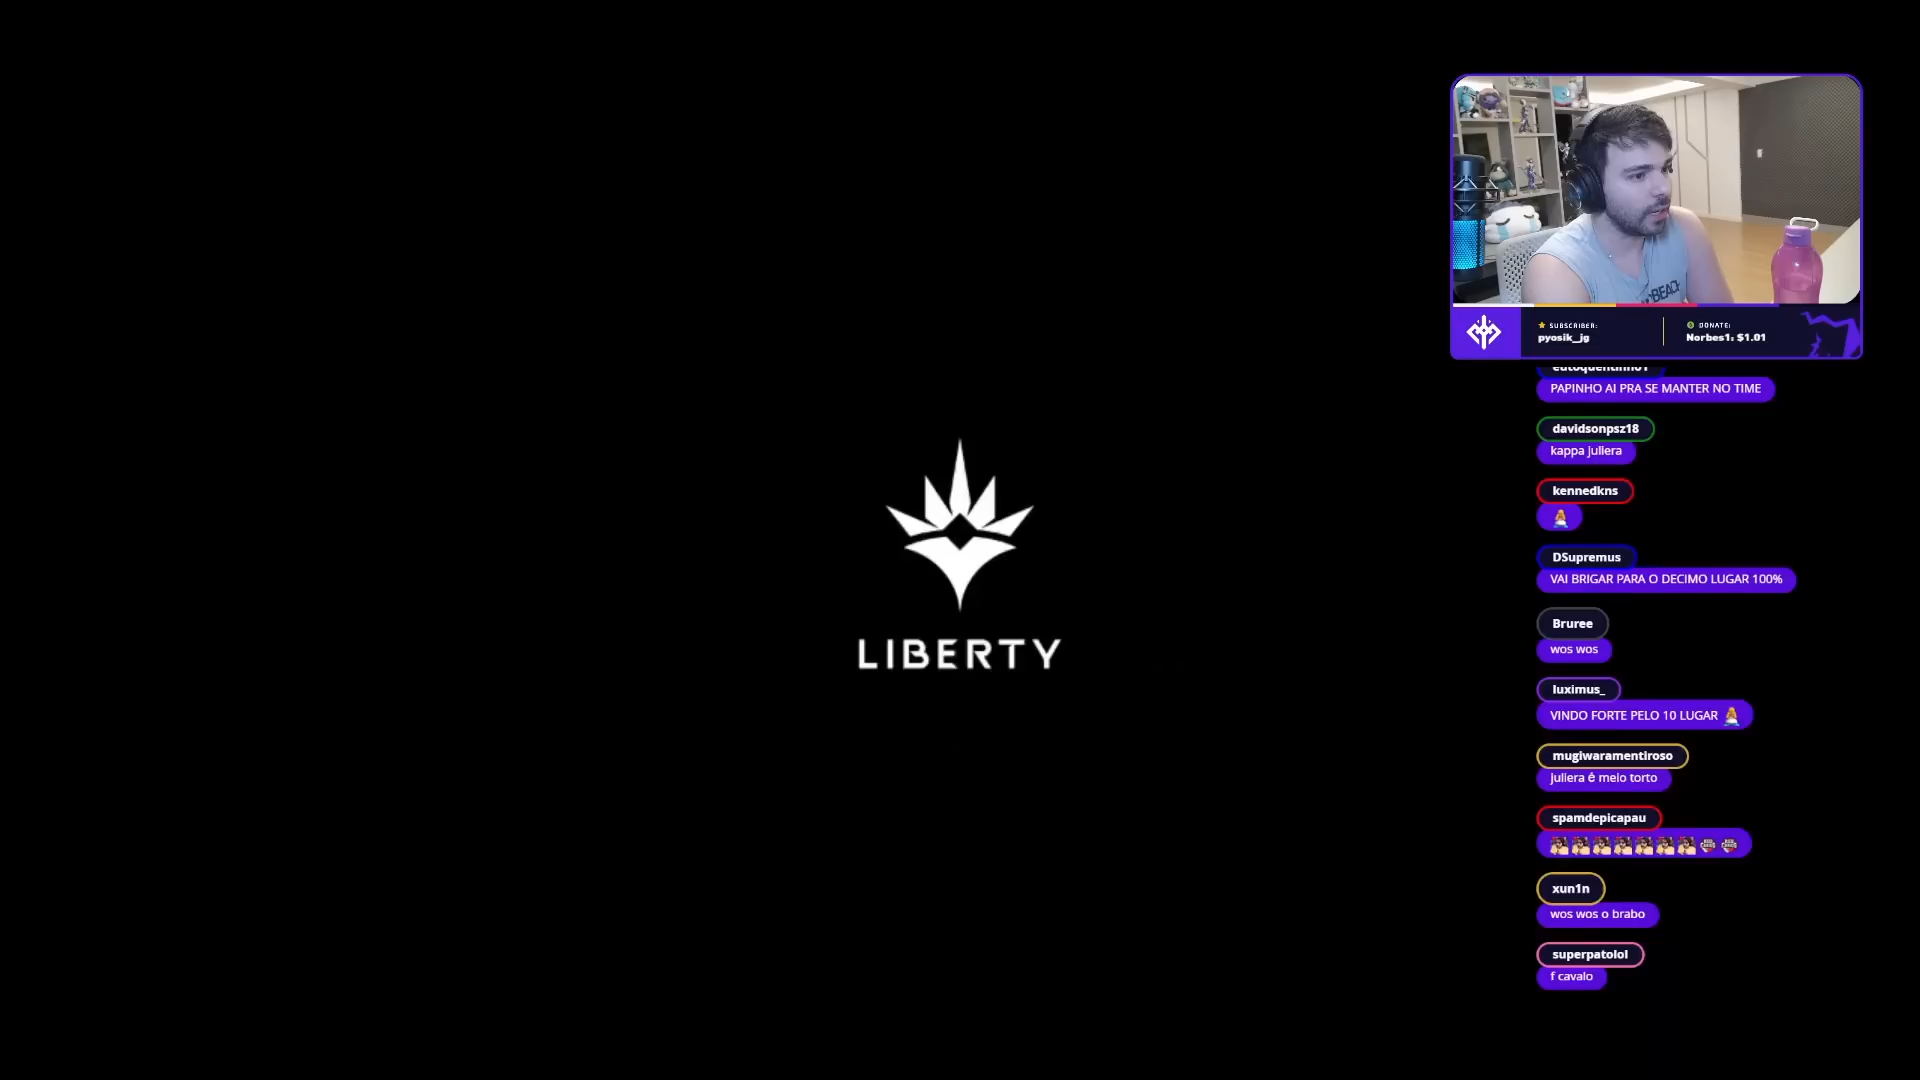 LIBERTY
OBEACH
SUBSCRIBER:
pyosik_jg
DONATE:
Norbes1: $1.01
PAPINHO AI PRA SE MANTER NO TIME
davidsonpsz18
kappa juliera
kennedkns
DSupremus
VAI BRIGAR PARA O DECIMO LUGAR 100%
Bruree
wos wos
luximus_
VINDO FORTE PELO 10 LUGAR
mugiwaramentiroso
juliera é meio torto
spamdepicapau
xun1n
wos wos o brabo
superpatolol
f cavalo